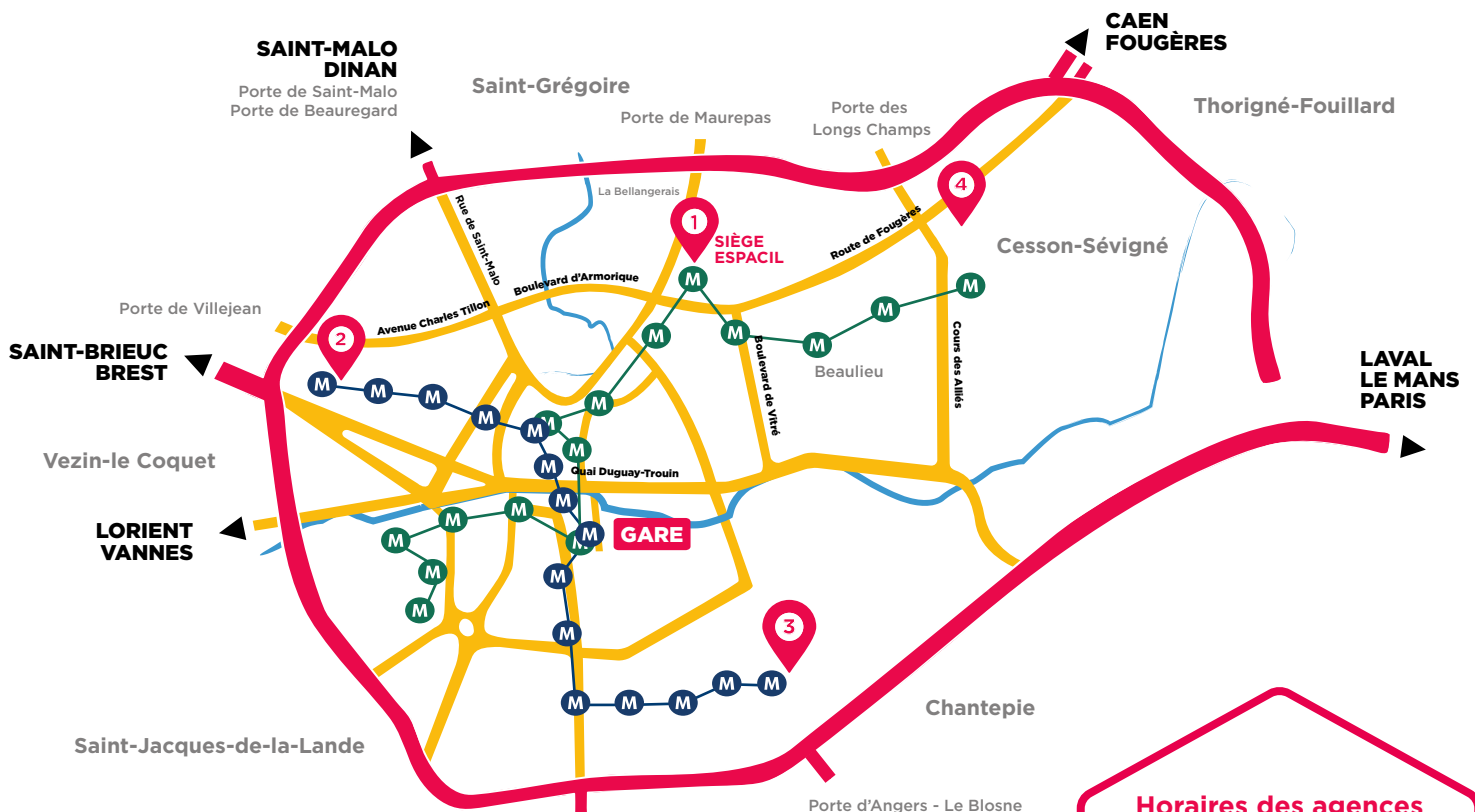 CAEN
FOUGÈRES
SAINT-MALO
DINAN
Porte de Saint-Malo
Porte de Beauregard
Saint-Grégoire
Porte de Maurepas
Porte des
Longs Champs
Thorigné-Fouillard
La Bellangerais
4
1
SIÈGE
ESPACIL
Rue de Saint-Malo
Route de Fougères
Cesson-Sévigné
Boulevard d'Armorique
Avenue Charles Tillon
Porte de Villejean
2
SAINT-BRIEUC
BREST
M
M
M
M
M
M
Boulevard de Vitré
Cours des Alliés
Beaulieu
LAVAL
LE MANS
PARIS
M
M
M
M
M
M
M
M
M
Vezin-le Coquet
M
Quai Duguay-Trouin
M
LORIENT
VANNES
M
M
M
M
M
GARE
M
M
M
M
3
M
M
M
M
M
M
Chantepie
Saint-Jacques-de-la-Lande
Porte d'Angers - Le Blosne
Horaires des agences